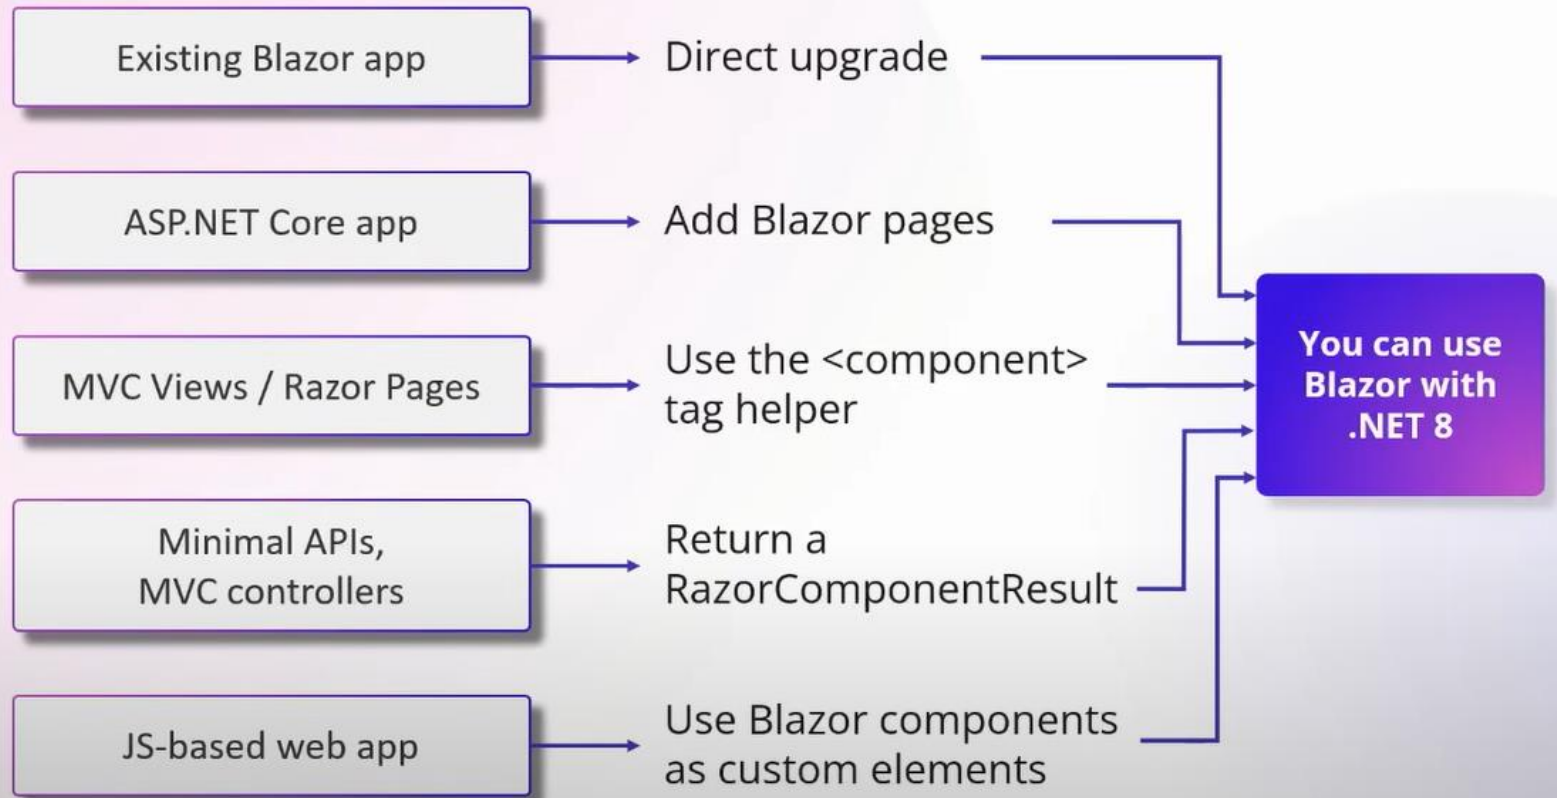 Existing Blazor app
Direct upgrade
ASP.NET Core app
Add Blazor pages
MVC Views / Razor Pages
Use the <component>
tag helper
Minimal APIs,
MVC controllers
Return a
RazorComponentResult
JS-based web app
Use Blazor components
as custom elements
You can use
Blazor with
.NET 8